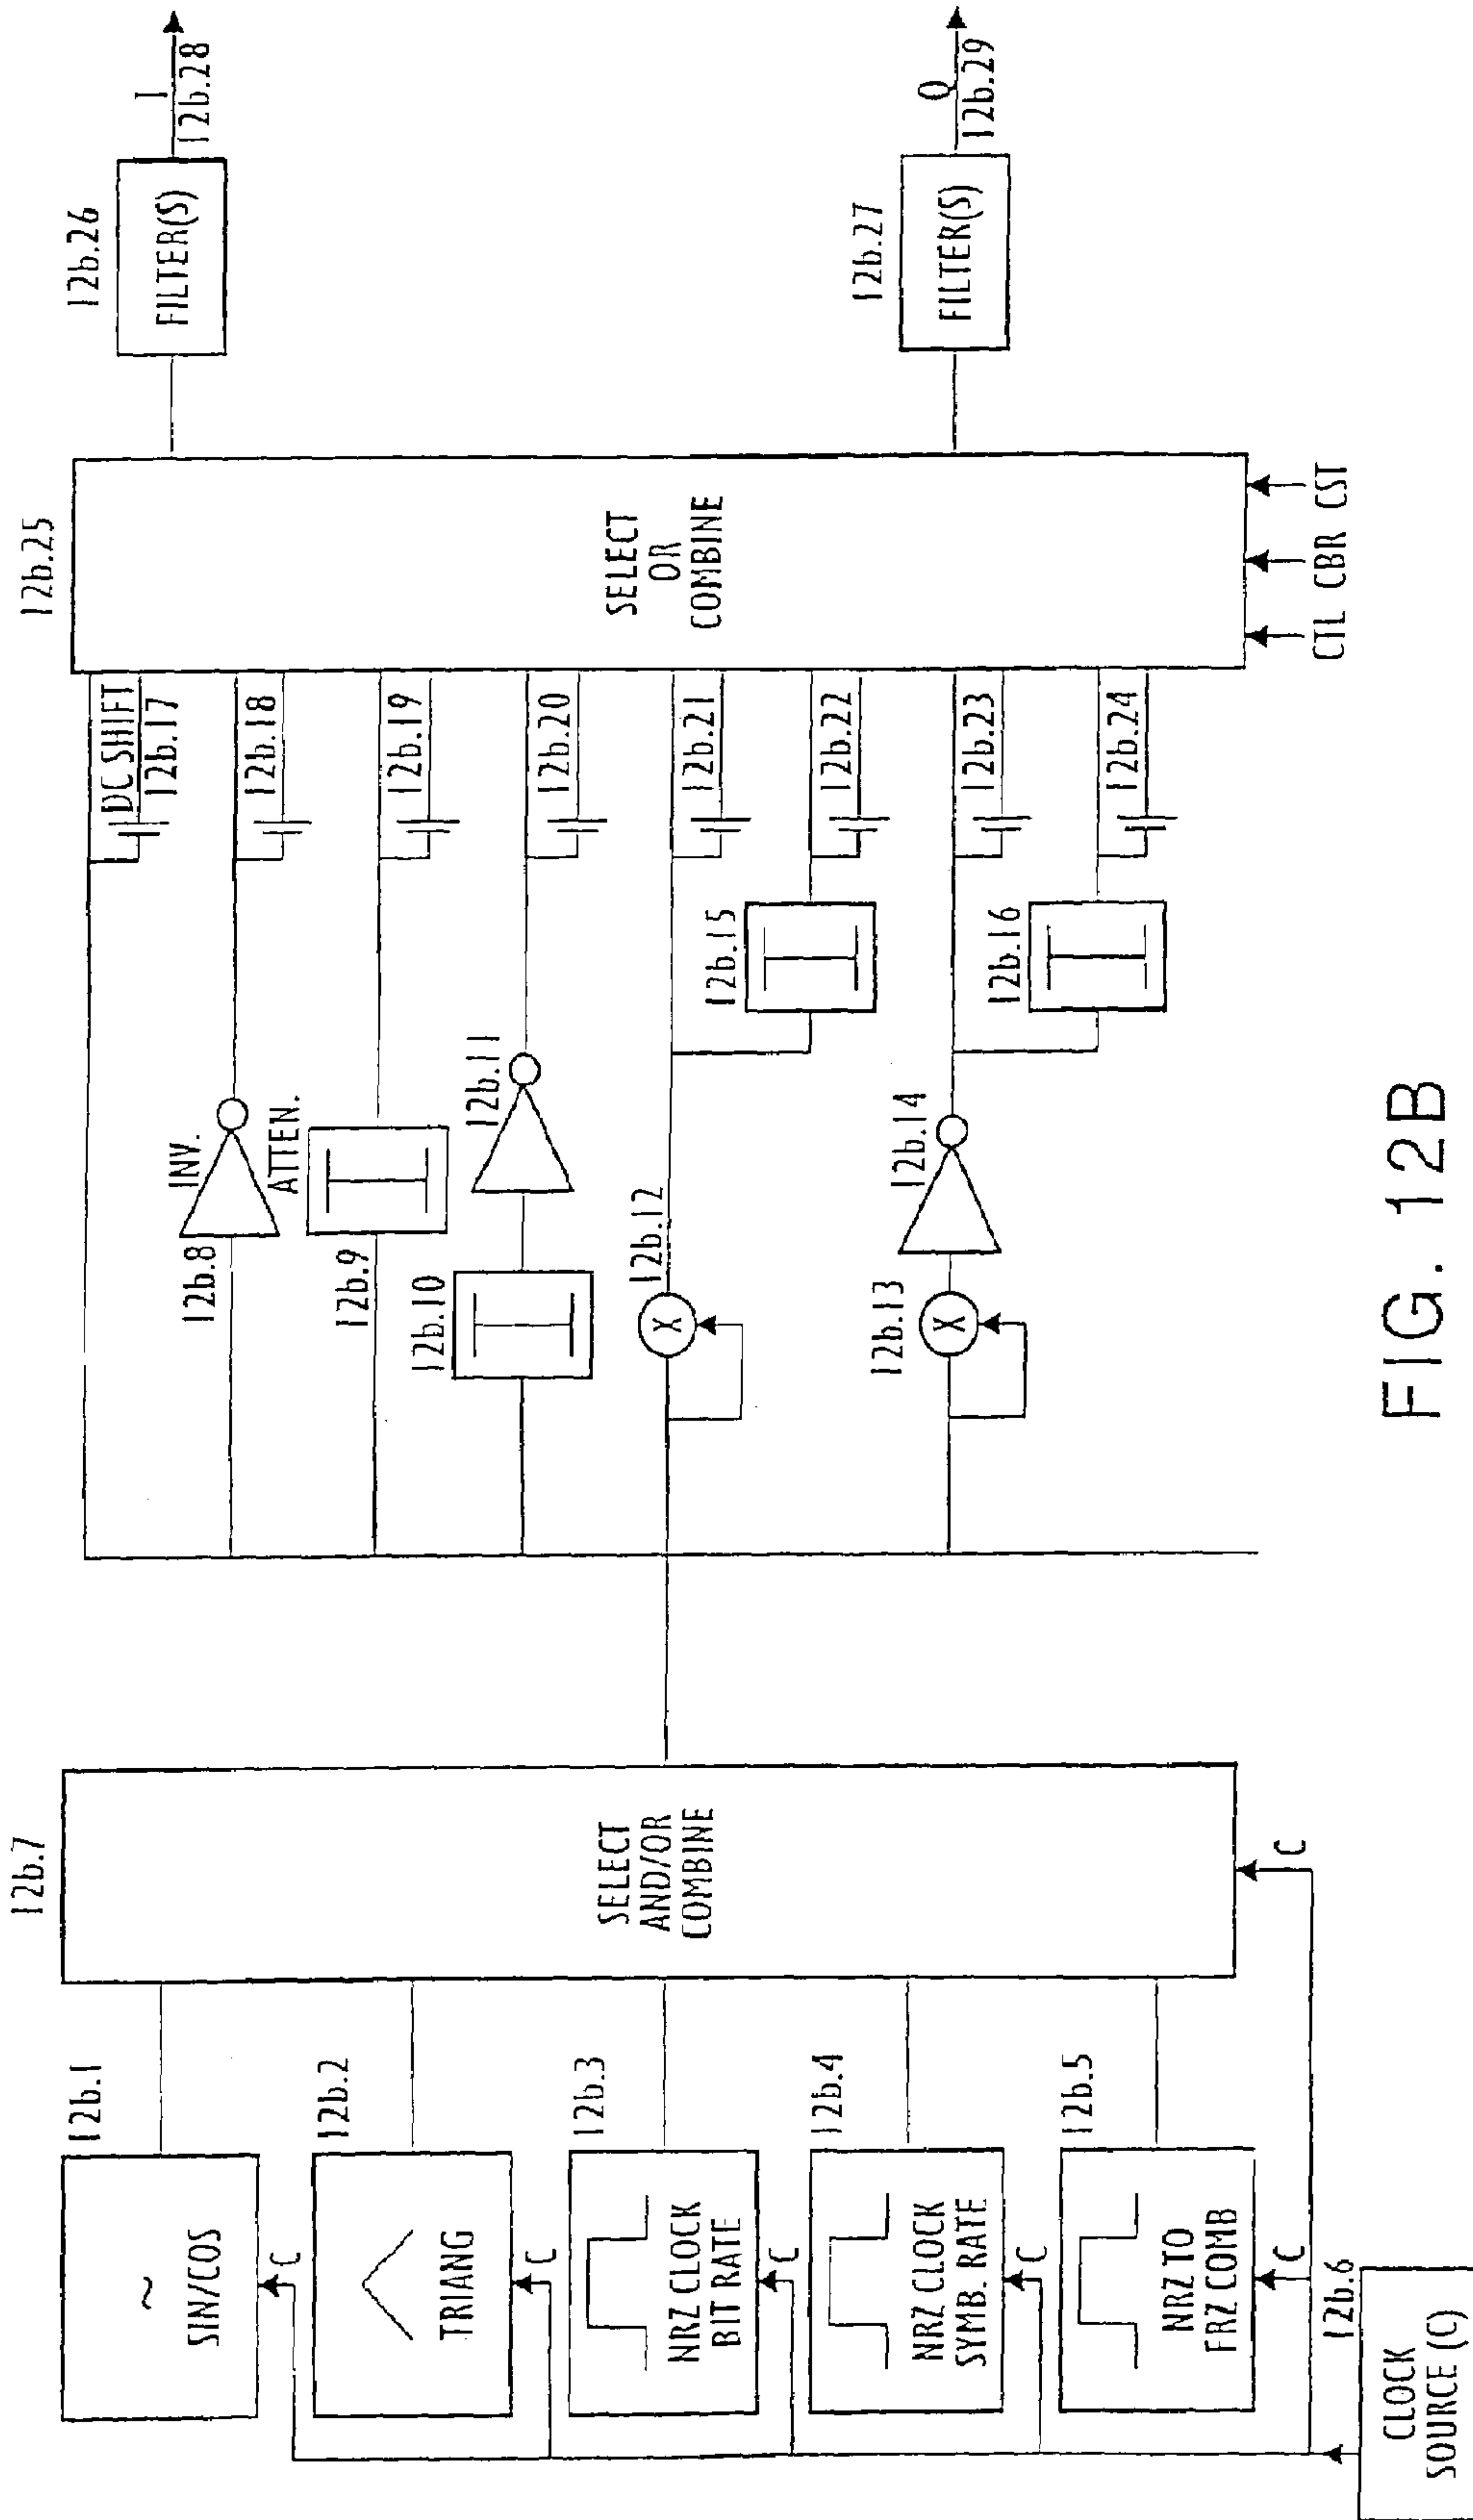 12b.1
~
SIN/COS
C
12b.2
TRIANG
C
12b.3
NRZ CLOCK
BIT RATE
C
12b.4
NRZ CLOCK
SYMB. RATE
C
12b.5
NRZ TO
FRZ COMB
C
12b.6
CLOCK
SOURCE (C)
12b.7
SELECT
AND/OR
COMBINE
C
12b.8
INV.
ATTEN.
12b.9
12b.10
12b.11
12b.12
X
12b.13
X
12b.14
12b.15
12b.16
DC SHIFT
12b.17
12b.18
12b.19
12b.20
12b.21
12b.22
12b.23
12b.24
12b.25
SELECT
OR
COMBINE
CTL CBR CST
12b.26
FILTER(S)
I
12b.28
12b.27
FILTER(S)
Q
12b.29
FIG. 12B